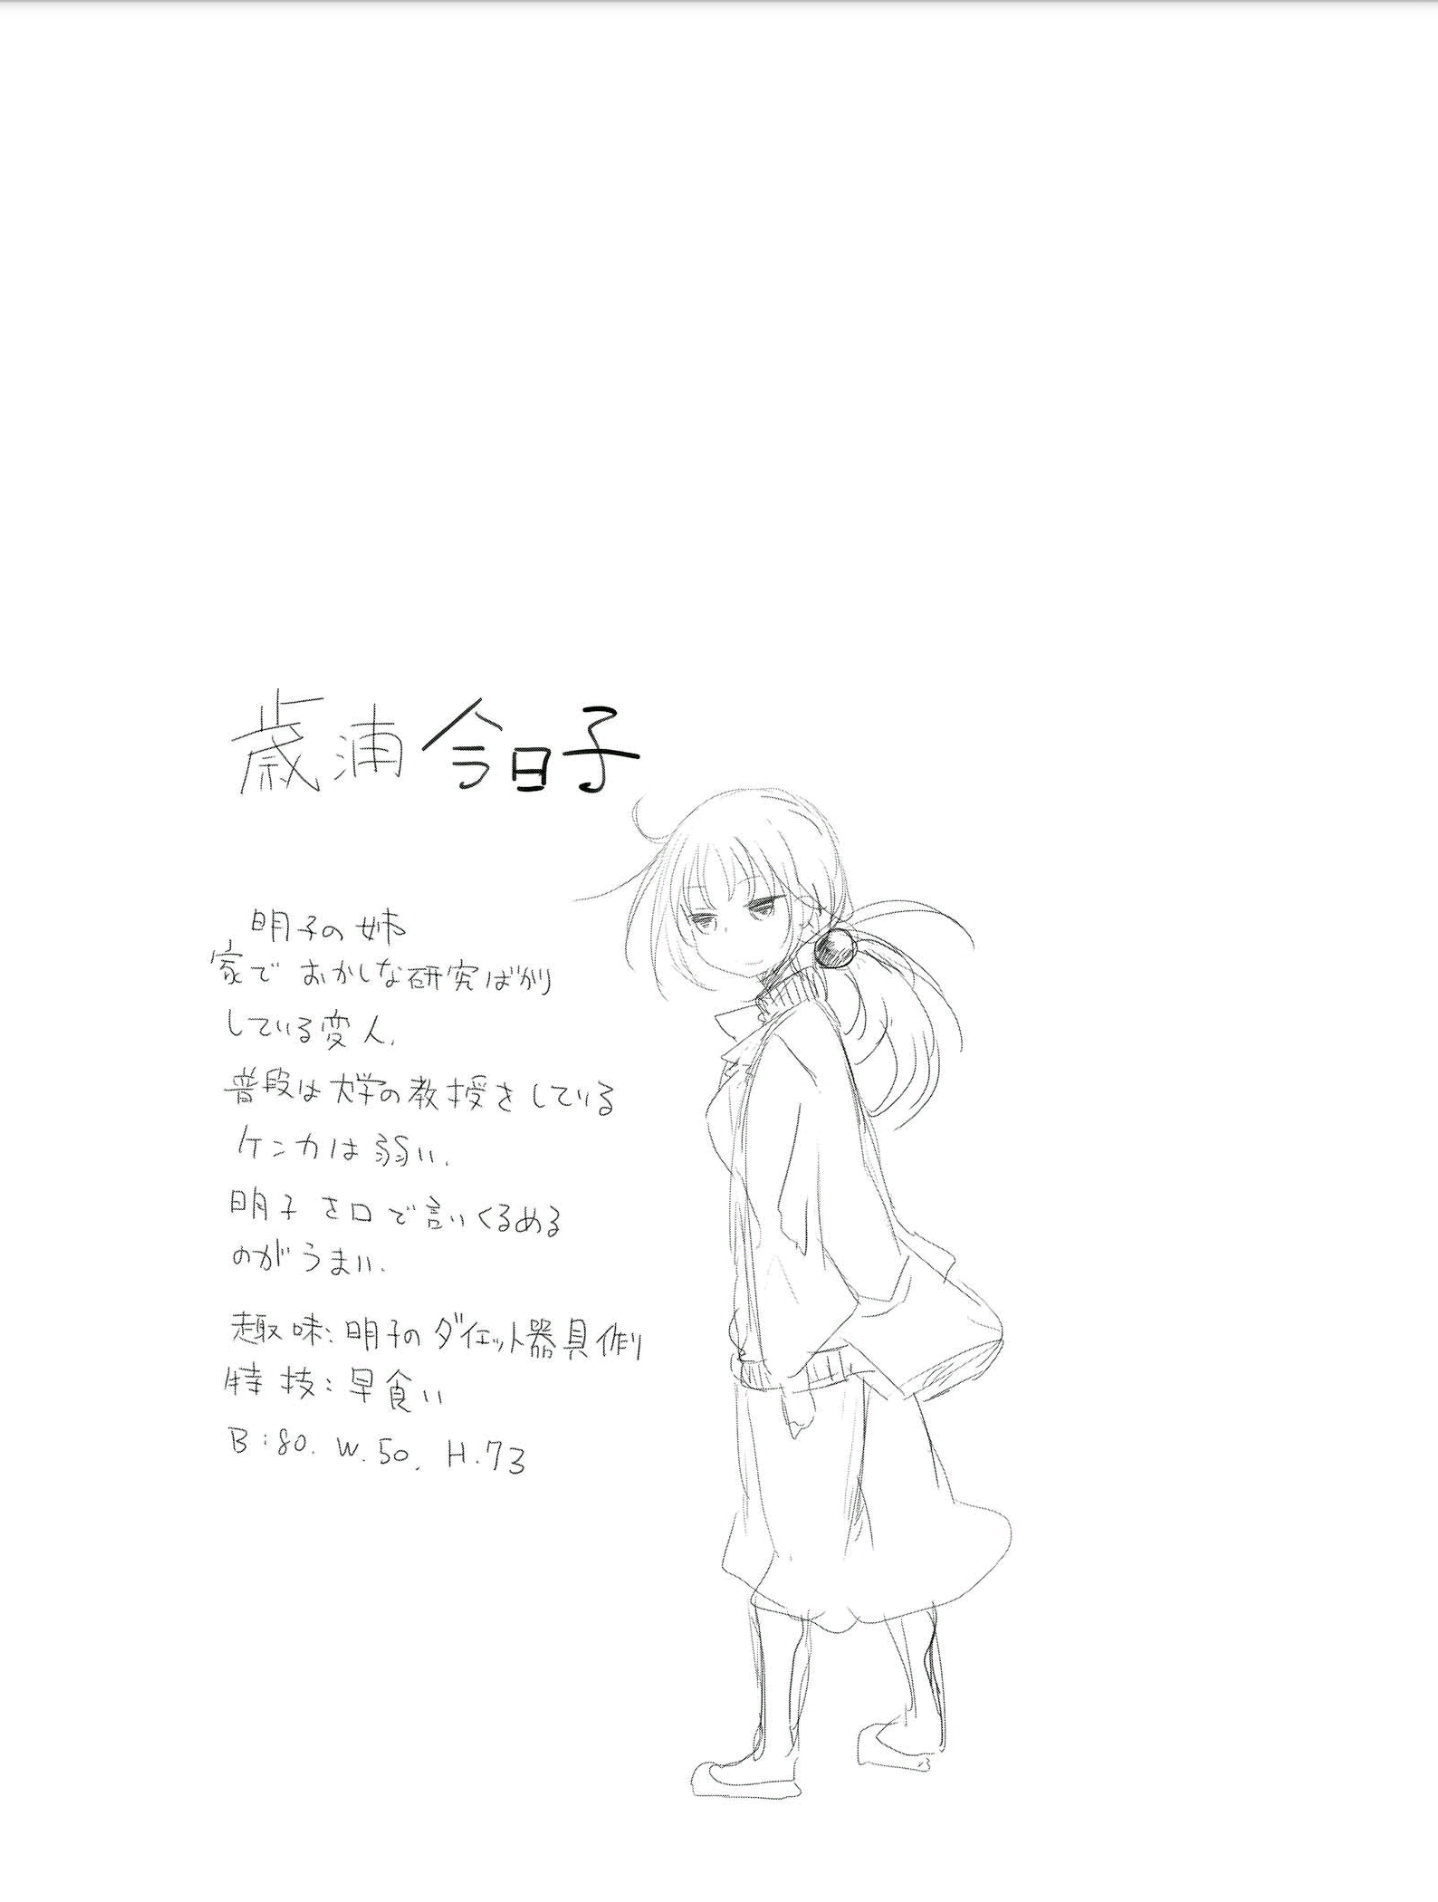 歳浦今日子
明子の姉
家でおかしな研究ばかり
している変人.
普段は大学の教授をしている
ケンカは弱い.
明子を口で言いくるめる
のがうまい.
趣味:明子のダイエット器具作り
特技:早食い
B:80. W.50. H.73